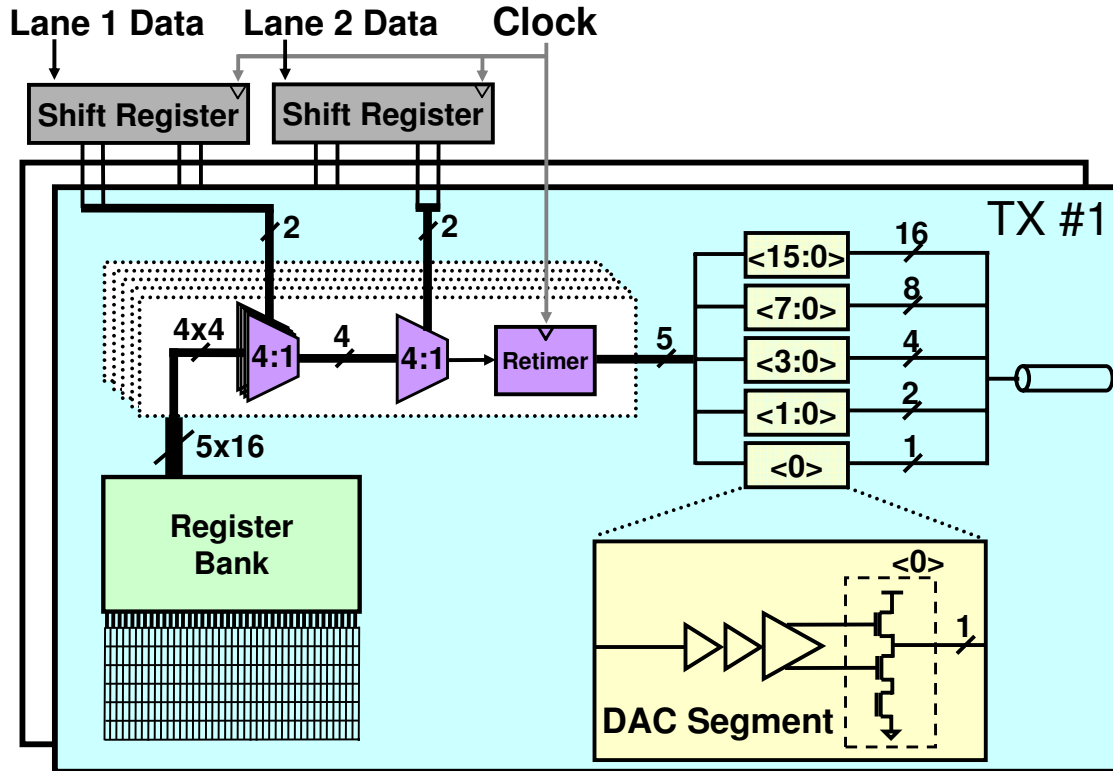 Lane 1 Data Lane 2 Data Clock
Shift Register Shift Register
TX #1
2 2
16
<15:0>
8
<7:0>
4x4 4:1 4 4:1 Retimer 5
4
<3:0>
2
<1:0>
1
<0>
5x16
Register
Bank
<0>
1
DAC Segment